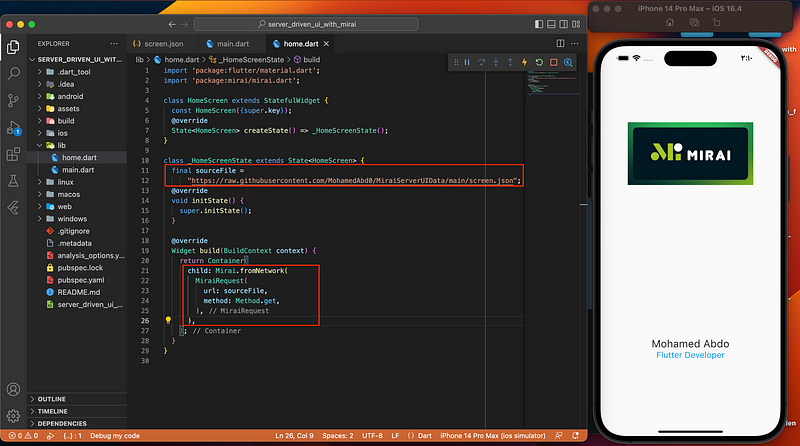 server_driven_ui_with_mirai
EXPLORER
SERVER_DRIVEN_UI_WITH_...
.dart_tool
.idea
android
assets
build
ios
lib
home.dart
main.dart
linux
macos
web
windows
.gitignore
.metadata
analysis_options.y...
pubspec.lock
pubspec.yaml
README.md
server_driven_ui_...
OUTLINE
TIMELINE
DEPENDENCIES
screen.json
main.dart
home.dart
lib > home.dart > _HomeScreenState > build
1 import 'package:flutter/material.dart';
2 import 'package:mirai/mirai.dart';
3
4 class HomeScreen extends StatefulWidget {
5 const HomeScreen({super.key});
6 @override
7 State<HomeScreen> createState() => _HomeScreenState();
8 }
9
10 class _HomeScreenState extends State<HomeScreen> {
11 final sourceFile =
12 "https://raw.githubusercontent.com/MohamedAbd0/MiraiServerUIData/main/screen.json";
13 @override
14 void initState() {
15 super.initState();
16 }
17
18 @override
19 Widget build(BuildContext context) {
20 return Container(
21 child: Mirai.fromNetwork(
22 MiraiRequest(
23 url: sourceFile,
24 method: Method.get,
25 ), // MiraiRequest
26 ),
27 ); // Container
28 }
29 }
30
0 0 {..} : 1 Debug my code Ln 26, Col 9 Spaces: 2 UTF-8 LF {} Dart iPhone 14 Pro Max (ios simulator)
iPhone 14 Pro Max – iOS 16.4
٢:١٠
DEBUG
MIRAI
Mohamed Abdo
Flutter Developer